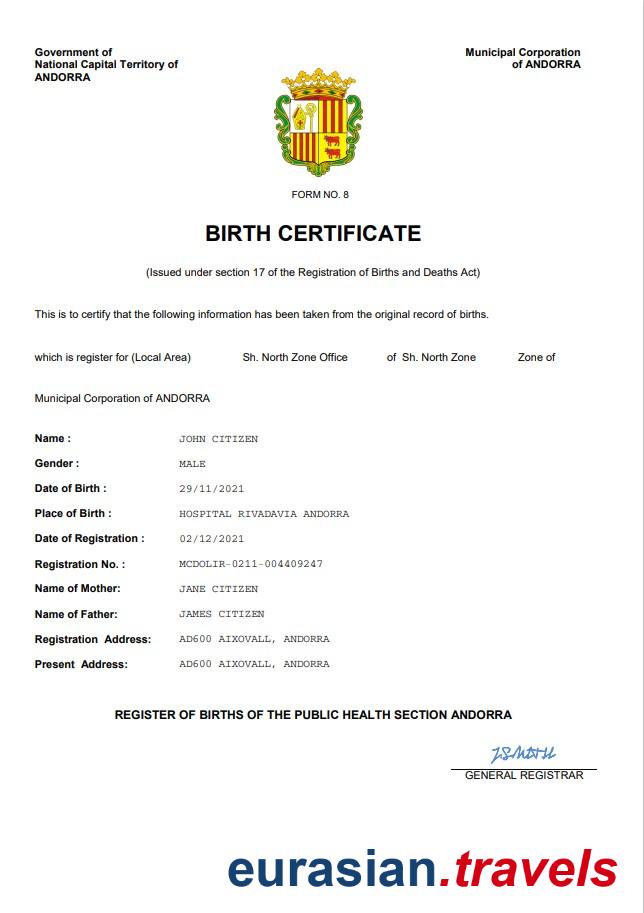 Government of
National Capital Territory of
ANDORRA
Municipal Corporation
of ANDORRA
FORM NO. 8
BIRTH CERTIFICATE
(Issued under section 17 of the Registration of Births and Deaths Act)
This is to certify that the following information has been taken from the original record of births.
which is register for (Local Area) Sh. North Zone Office of Sh. North Zone Zone of
Municipal Corporation of ANDORRA
Name : JOHN CITIZEN
Gender : MALE
Date of Birth : 29/11/2021
Place of Birth : HOSPITAL RIVADAVIA ANDORRA
Date of Registration : 02/12/2021
Registration No. : MCDOLIR-0211-004409247
Name of Mother: JANE CITIZEN
Name of Father: JAMES CITIZEN
Registration Address: AD600 AIXOVALL, ANDORRA
Present Address: AD600 AIXOVALL, ANDORRA
REGISTER OF BIRTHS OF THE PUBLIC HEALTH SECTION ANDORRA
GENERAL REGISTRAR
eurasian.travels